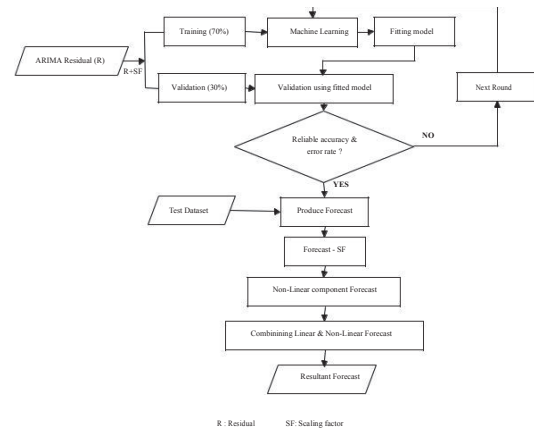 Training (70%)
Machine Learning
Fitting model
ARIMA Residual (R)
R+SF
Validation (30%)
Validation using fitted model
Next Round
Reliable accuracy &
error rate ?
NO
YES
Test Dataset
Produce Forecast
Forecast - SF
Non-Linear component Forecast
Combinining Linear & Non-Linear Forecast
Resultant Forecast
R : Residual SF: Scaling factor